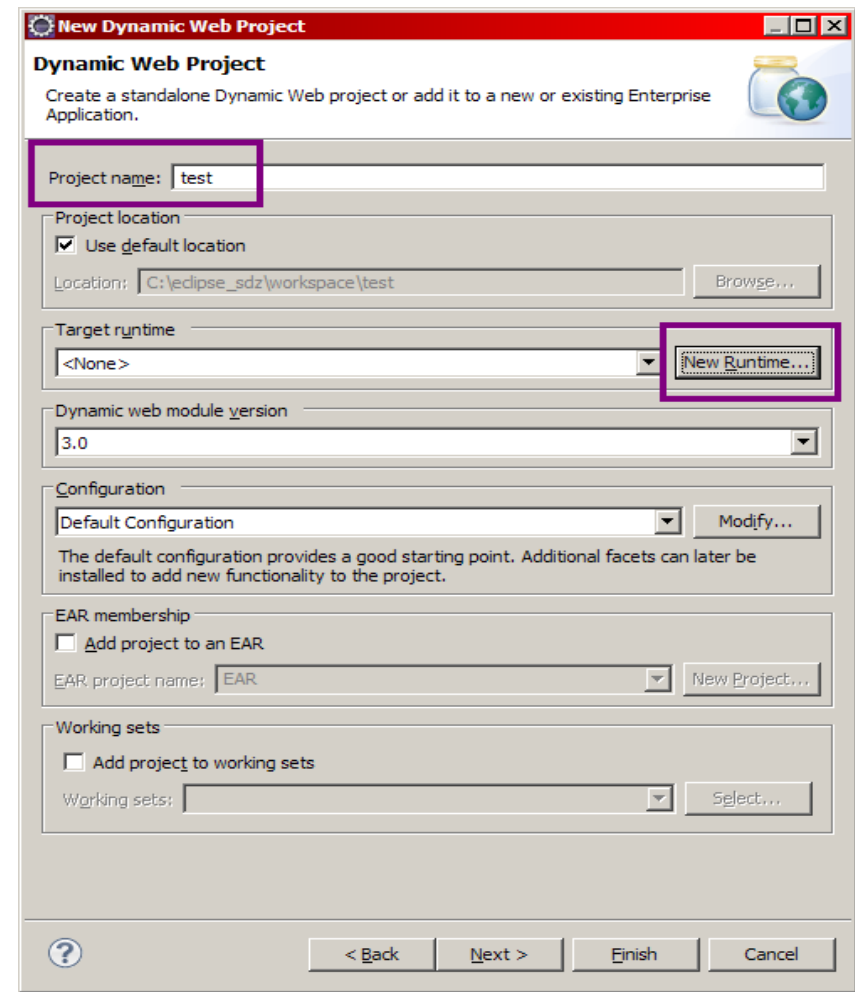 New Dynamic Web Project
Dynamic Web Project
Create a standalone Dynamic Web project or add it to a new or existing Enterprise
Application.
Project name: test
Project location
Use default location
Location: C:\eclipse_sdz\workspace\test Browse...
Target runtime
<None> New Runtime...
Dynamic web module version
3.0
Configuration
Default Configuration Modify...
The default configuration provides a good starting point. Additional facets can later be
installed to add new functionality to the project.
EAR membership
Add project to an EAR
EAR project name: EAR New Project...
Working sets
Add project to working sets
Working sets: Select...
? < Back Next > Finish Cancel